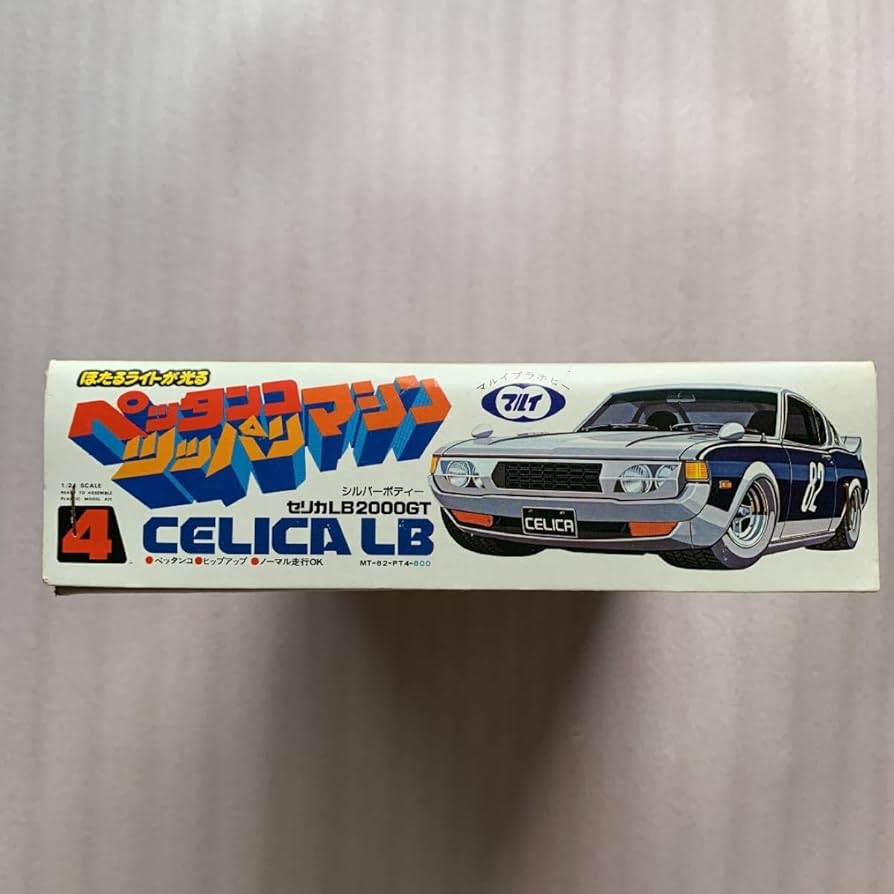 ほたるライトが光る
ペッタンコ
ツッパリマシン
1/24 SCALE
READY TO ASSEMBLE
PLASTIC MODEL KIT
4
シルバーボディー
セリカLB2000GT
CELICA LB
●ペッタンコ ●ヒップアップ ●ノーマル走行OK
MT-82-PT4-800
マルイプラホビー
マルイ
CELICA
82